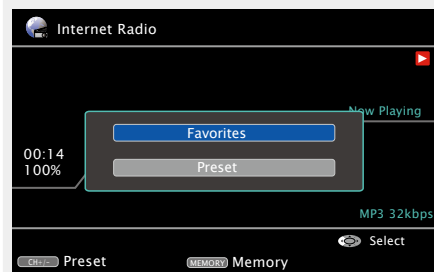 Internet Radio
Now Playing
Favorites
00:14
100%
Preset
MP3 32kbps
Select
CH+/- Preset
MEMORY Memory